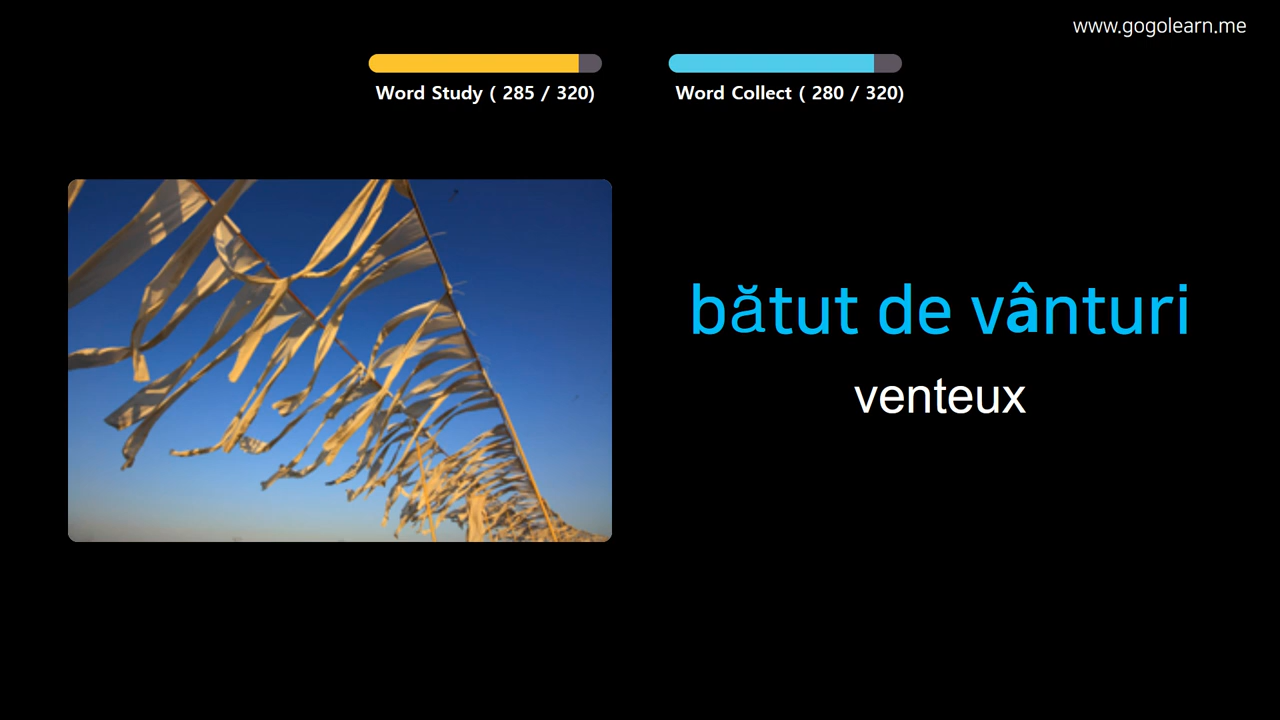 www.gogolearn.me
Word Study ( 285 / 320)
Word Collect ( 280 / 320)
bătut de vânturi
venteux